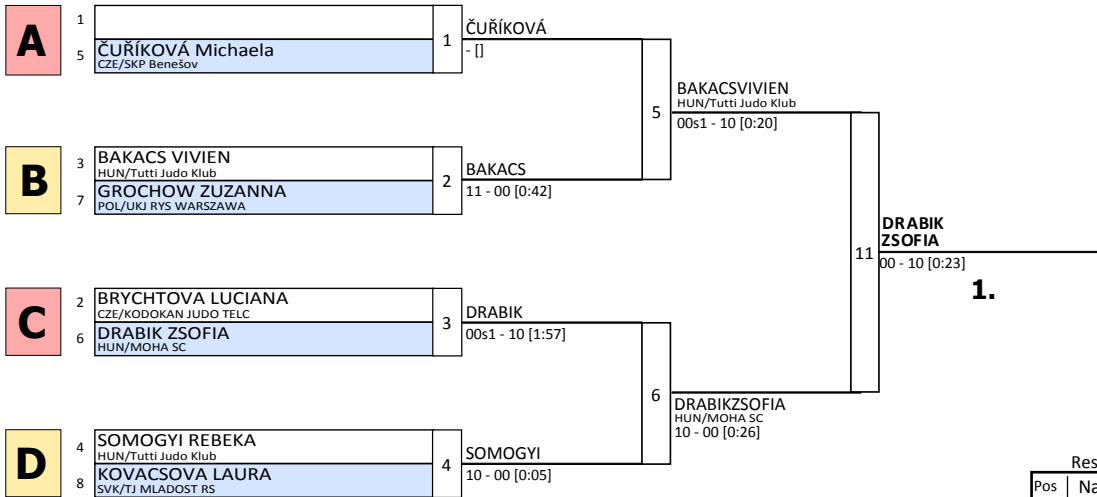 A
1
5
ČUŘÍKOVÁ Michaela
CZE/SKP Benešov
1
ČUŘÍKOVÁ
- []
B
3
BAKACS VIVIEN
HUN/Tutti Judo Klub
7
GROCHOW ZUZANNA
POL/UKJ RYS WARSZAWA
2
BAKACS
11 - 00 [0:42]
5
BAKACSVIVIEN
HUN/Tutti Judo Klub
00s1 - 10 [0:20]
C
2
BRYCHTOVA LUCIANA
CZE/KODOKAN JUDO TELC
6
DRABIK ZSOFIA
HUN/MOHA SC
3
DRABIK
00s1 - 10 [1:57]
D
4
SOMOGYI REBEKA
HUN/Tutti Judo Klub
8
KOVACSOVA LAURA
SVK/TJ MLADOST RS
4
SOMOGYI
10 - 00 [0:05]
6
DRABIKZSOFIA
HUN/MOHA SC
10 - 00 [0:26]
11
DRABIK
ZSOFIA
00 - 10 [0:23]
1.
Res
Pos
Na